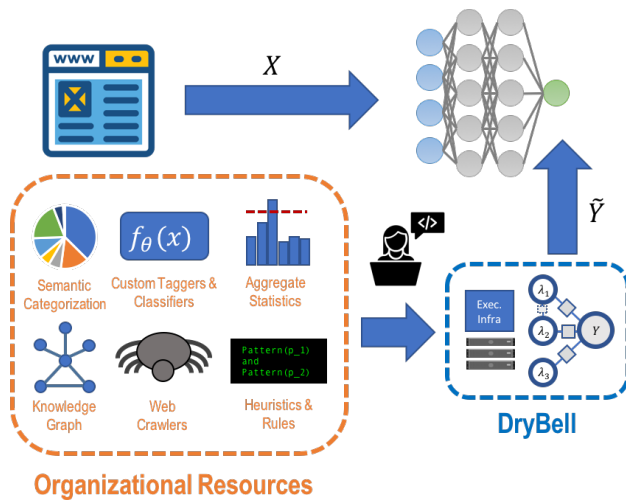 WWW
X
Ỹ
</>
f_θ(x)
Semantic
Categorization
Custom Taggers &
Classifiers
Aggregate
Statistics
Pattern(p_1)
and
Pattern(p_2)
Knowledge
Graph
Web
Crawlers
Heuristics &
Rules
Exec.
Infra
λ₁
λ₂
λ₃
Y
DryBell
Organizational Resources